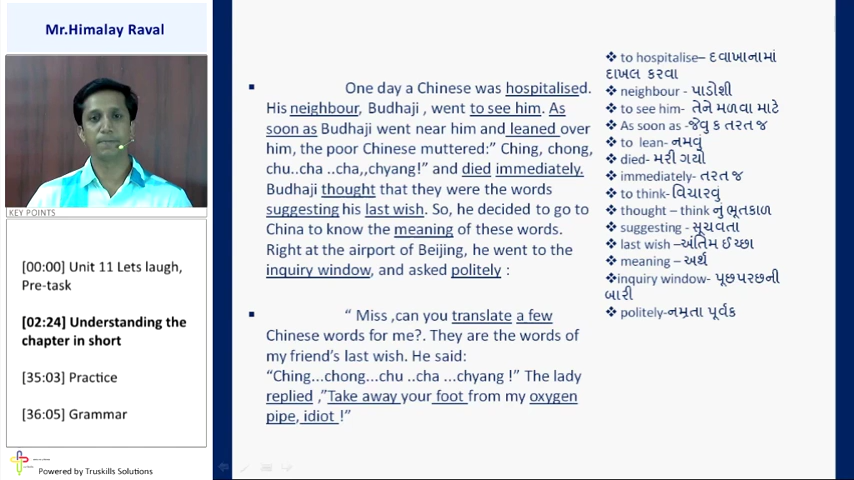 Mr.Himalay Raval
KEY POINTS
[00:00] Unit 11 Lets laugh,
Pre-task
[02:24] Understanding the
chapter in short
[35:03] Practice
[36:05] Grammar
Powered by Truskills Solutions
▪ One day a Chinese was hospitalised.
His neighbour, Budhaji , went to see him. As
soon as Budhaji went near him and leaned over
him, the poor Chinese muttered:” Ching, chong,
chu..cha ..cha,,chyang!” and died immediately.
Budhaji thought that they were the words
suggesting his last wish. So, he decided to go to
China to know the meaning of these words.
Right at the airport of Beijing, he went to the
inquiry window, and asked politely :
▪ “ Miss ,can you translate a few
Chinese words for me?. They are the words of
my friend’s last wish. He said:
“Ching...chong...chu ..cha ...chyang !” The lady
replied ,”Take away your foot from my oxygen
pipe, idiot !”
❖ to hospitalise– દવાખાનામાં
દાખલ કરવા
❖ neighbour - પાડોશી
❖ to see him- તેને મળવા માટે
❖ As soon as -જેવુ ક તરત જ
❖ to lean- નમવું
❖ died- મરી ગયો
❖ immediately- તરત જ
❖ to think- વિચારવું
❖ thought – think નું ભૂતકાળ
❖ suggesting - સૂચવતા
❖ last wish –અંતિમ ઈચ્છા
❖ meaning – અર્થ
❖ inquiry window- પૂછપરછની
બારી
❖ politely-નમ્રતા પૂર્વક